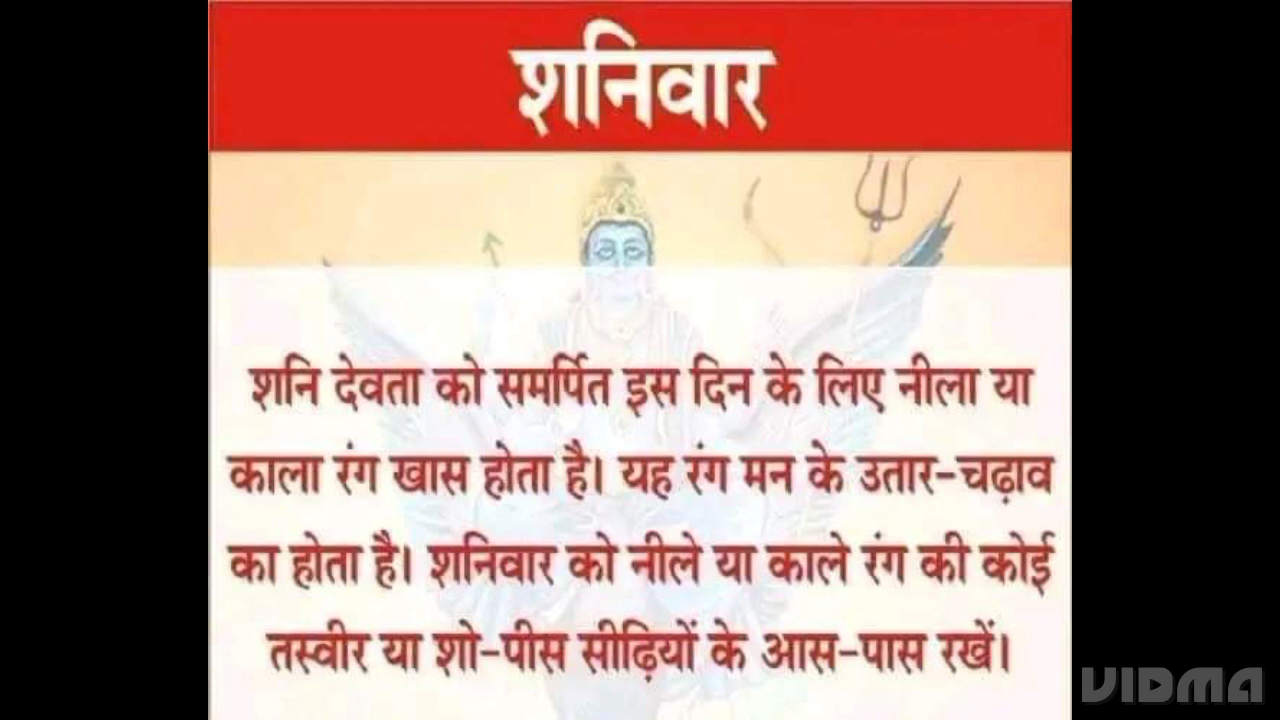 शनिवार
शनि देवता को समर्पित इस दिन के लिए नीला या
काला रंग खास होता है। यह रंग मन के उतार-चढ़ाव
का होता है। शनिवार को नीले या काले रंग की कोई
तस्वीर या शो-पीस सीढ़ियों के आस-पास रखें।
VIDMA